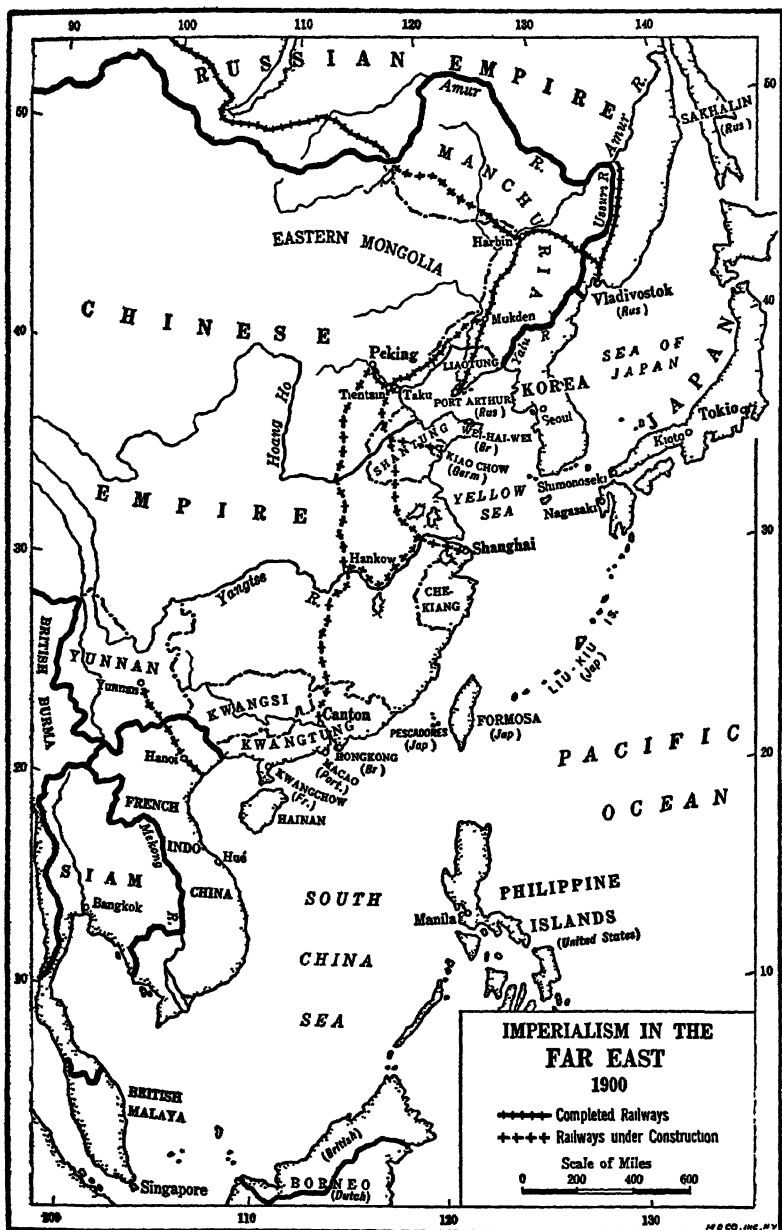 90 100 110 120 130 140
50
50
RUSSIAN EMPIRE
Amur
R.
Amur R.
SAKHALIN
(Rus)
MANCHURIA
Ussuri R
Harbin
EASTERN MONGOLIA
40
40
Vladivostok
(Rus)
CHINESE
Mukden
SEA OF
JAPAN
JAPAN
Peking
LIAOTUNG
Yalu R
Tientsin
Taku
PORT ARTHUR
(Rus)
KOREA
Seoul
Hoang Ho
WEI-HAI-WEI
(Br)
SHANTUNG
KIAO CHOW
(Germ)
Kioto
Tokio
EMPIRE
YELLOW
SEA
Shimonoseki
Nagasaki
30
30
Hankow
Shanghai
Yangtse R.
CHE-
KIANG
LIU-KIU IS.
(Jap)
BRITISH BURMA
YUNNAN
Yunnan
KWANGSI
Canton
KWANGTUNG
PESCADORES
(Jap)
FORMOSA
(Jap)
HONGKONG
(Br)
MACAO
(Port.)
KWANGCHOW
(Fr.)
Hanoi
HAINAN
20
20
PACIFIC
OCEAN
FRENCH
INDO
CHINA
Mekong
R.
Hué
SIAM
Bangkok
SOUTH
CHINA
SEA
Manila
PHILIPPINE
ISLANDS
(United States)
10
10
BRITISH
MALAYA
Singapore
(British)
BORNEO
(Dutch)
IMPERIALISM IN THE
FAR EAST
1900
Completed Railways
Railways under Construction
Scale of Miles
0 200 400 600
200 110 120 130